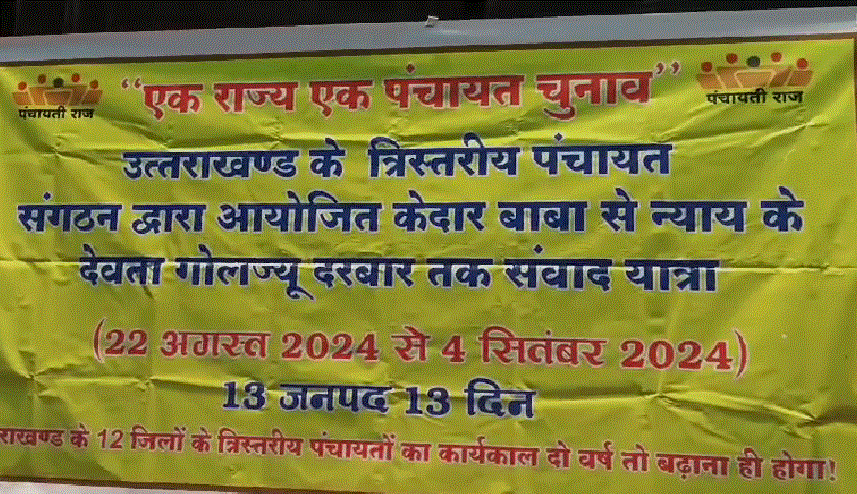 “एक राज्य एक पंचायत चुनाव”
पंचायती राज
पंचायती राज
उत्तराखण्ड के त्रिस्तरीय पंचायत
संगठन द्वारा आयोजित केदार बाबा से न्याय के
देवता गोलज्यू दरबार तक संवाद यात्रा
(22 अगस्त 2024 से 4 सितंबर 2024)
13 जनपद 13 दिन
राखण्ड के 12 जिलों के त्रिस्तरीय पंचायतों का कार्यकाल दो वर्ष तो बढ़ाना ही होगा!